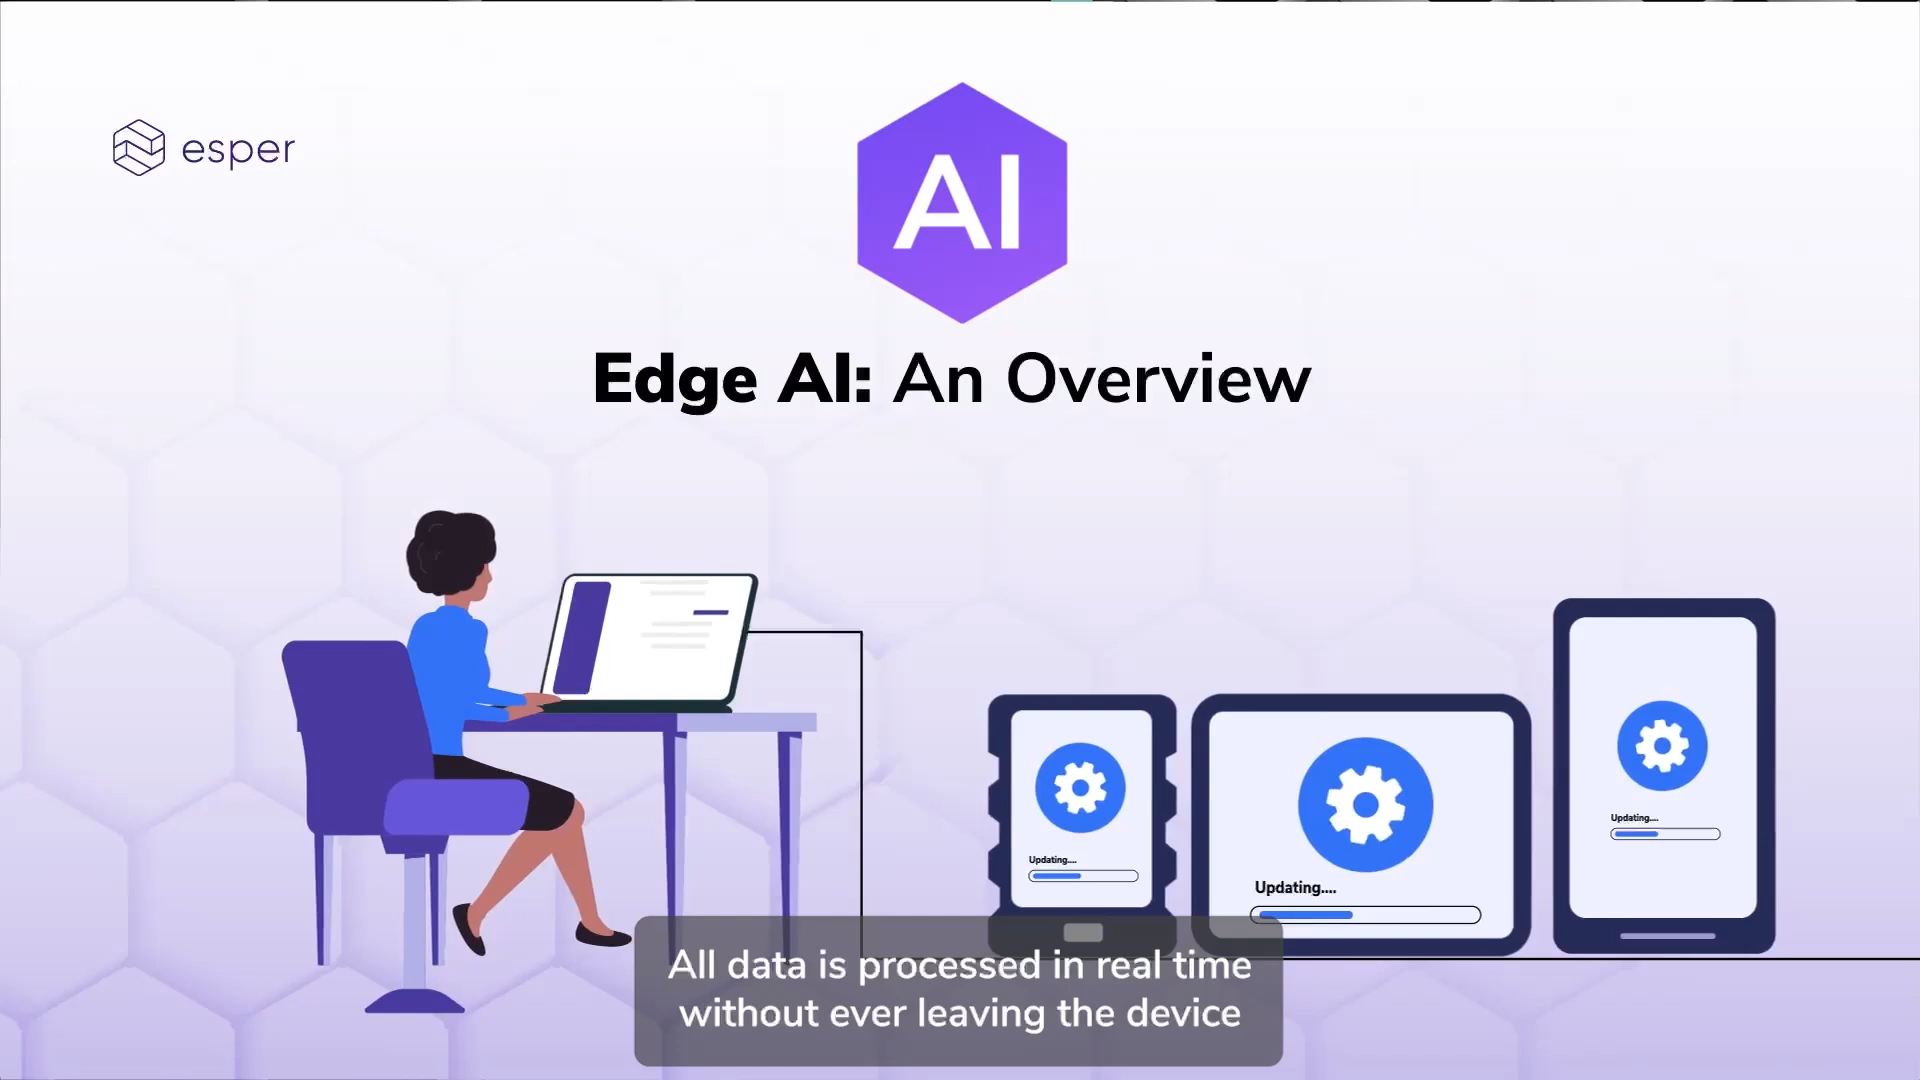 esper
AI
Edge AI: An Overview
Updating....
Updating....
Updating....
All data is processed in real time
without ever leaving the device